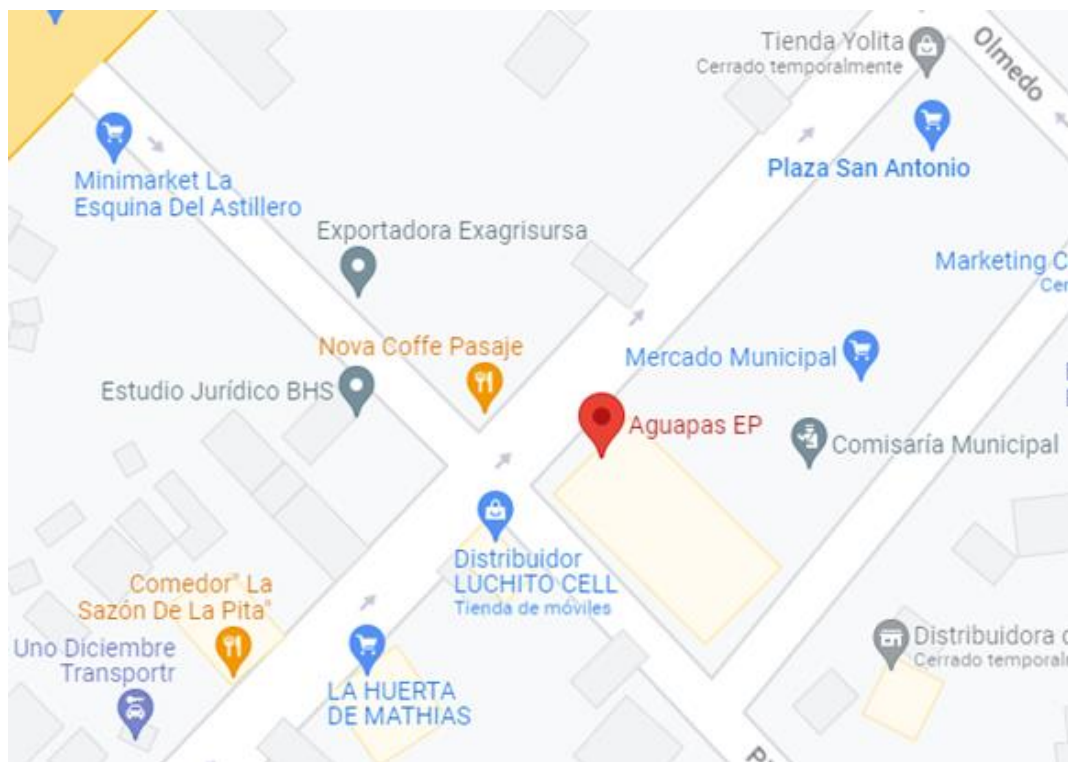 Tienda Yolita
Cerrado temporalmente
Olmedo
Plaza San Antonio
Minimarket La
Esquina Del Astillero
Exportadora Exagrisursa
Marketing C
Cer
Nova Coffe Pasaje
Mercado Municipal
Estudio Jurídico BHS
Aguapas EP
Comisaría Municipal
Distribuidor
LUCHITO CELL
Tienda de móviles
Comedor" La
Sazón De La Pita"
Uno Diciembre
Transportr
LA HUERTA
DE MATHIAS
Distribuidora
Cerrado temporal